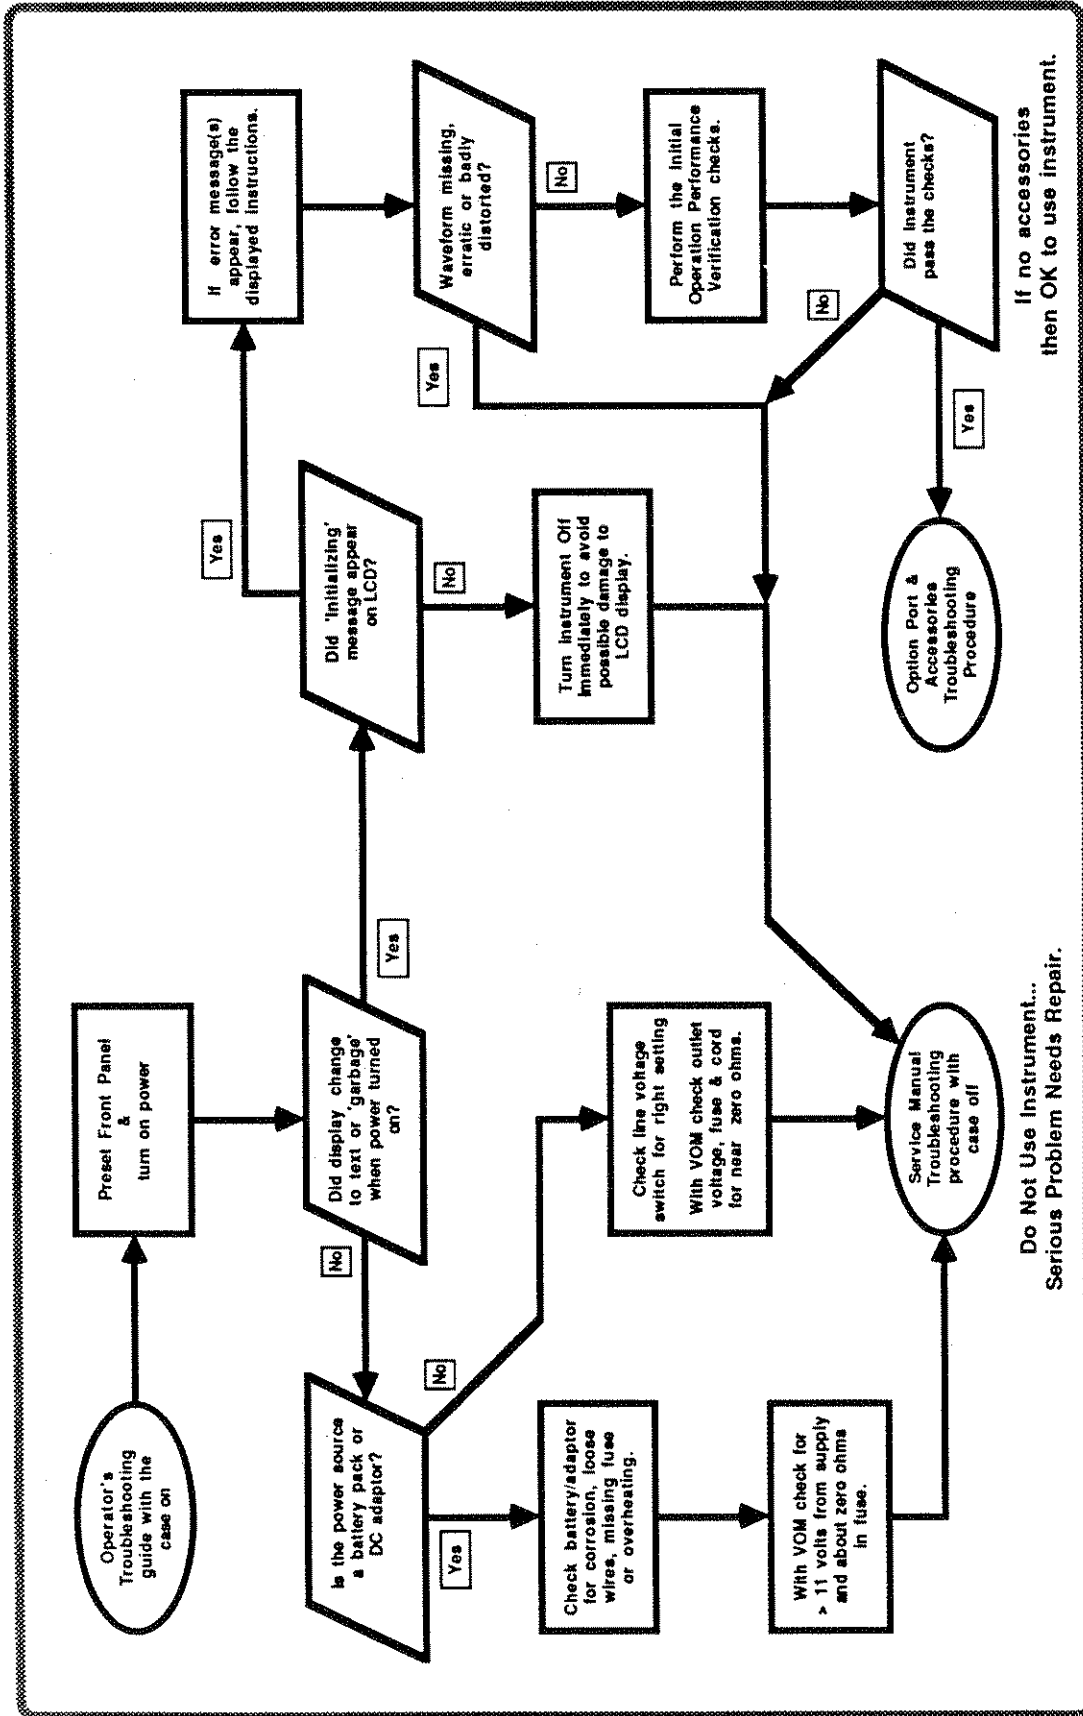 Operator's
Troubleshooting
guide with the
case on
Preset Front Panel
&
turn on power
Did display change
to text or 'garbage'
when power turned
on?
No
Yes
Is the power source
a battery pack or
DC adaptor?
No
Yes
Check battery/adaptor
for corrosion, loose
wires, missing fuse
or overheating.
With VOM check for
> 11 volts from supply
and about zero ohms
in fuse.
Check line voltage
switch for right setting
With VOM check outlet
voltage, fuse & cord
for near zero ohms.
Service Manual
Troubleshooting
procedure with
case off
Do Not Use Instrument...
Serious Problem Needs Repair.
Did 'Initializing'
message appear
on LCD?
Yes
No
Turn Instrument Off
Immediately to avoid
possible damage to
LCD display.
If error message(s)
appear, follow the
displayed instructions.
Waveform missing,
erratic or badly
distorted?
Yes
No
Perform the Initial
Operation Performance
Verification checks.
Did Instrument
pass the checks?
No
Yes
Option Port &
Accessories
Troubleshooting
Procedure
If no accessories
then OK to use instrument.